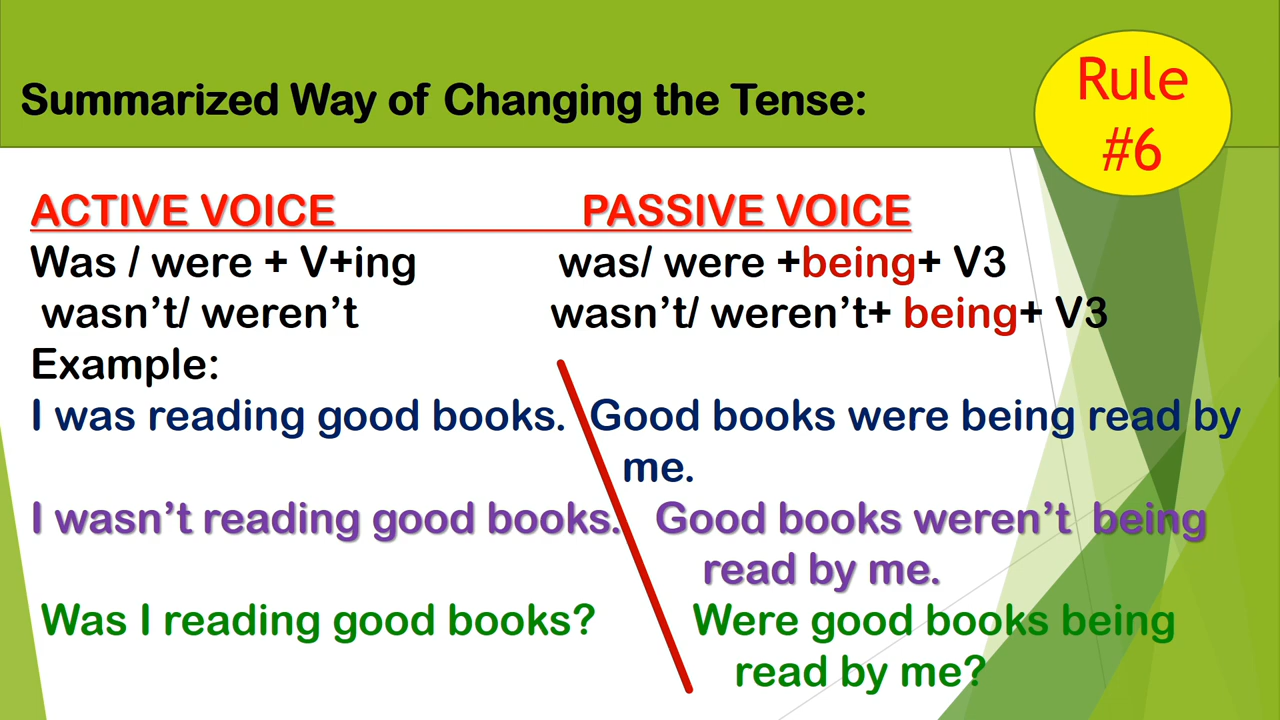 Summarized Way of Changing the Tense:
Rule
#6
ACTIVE VOICE PASSIVE VOICE
Was / were + V+ing was/ were +being+ V3
wasn’t/ weren’t wasn’t/ weren’t+ being+ V3
Example:
I was reading good books. Good books were being read by
me.
I wasn’t reading good books. Good books weren’t being
read by me.
Was I reading good books? Were good books being
read by me?